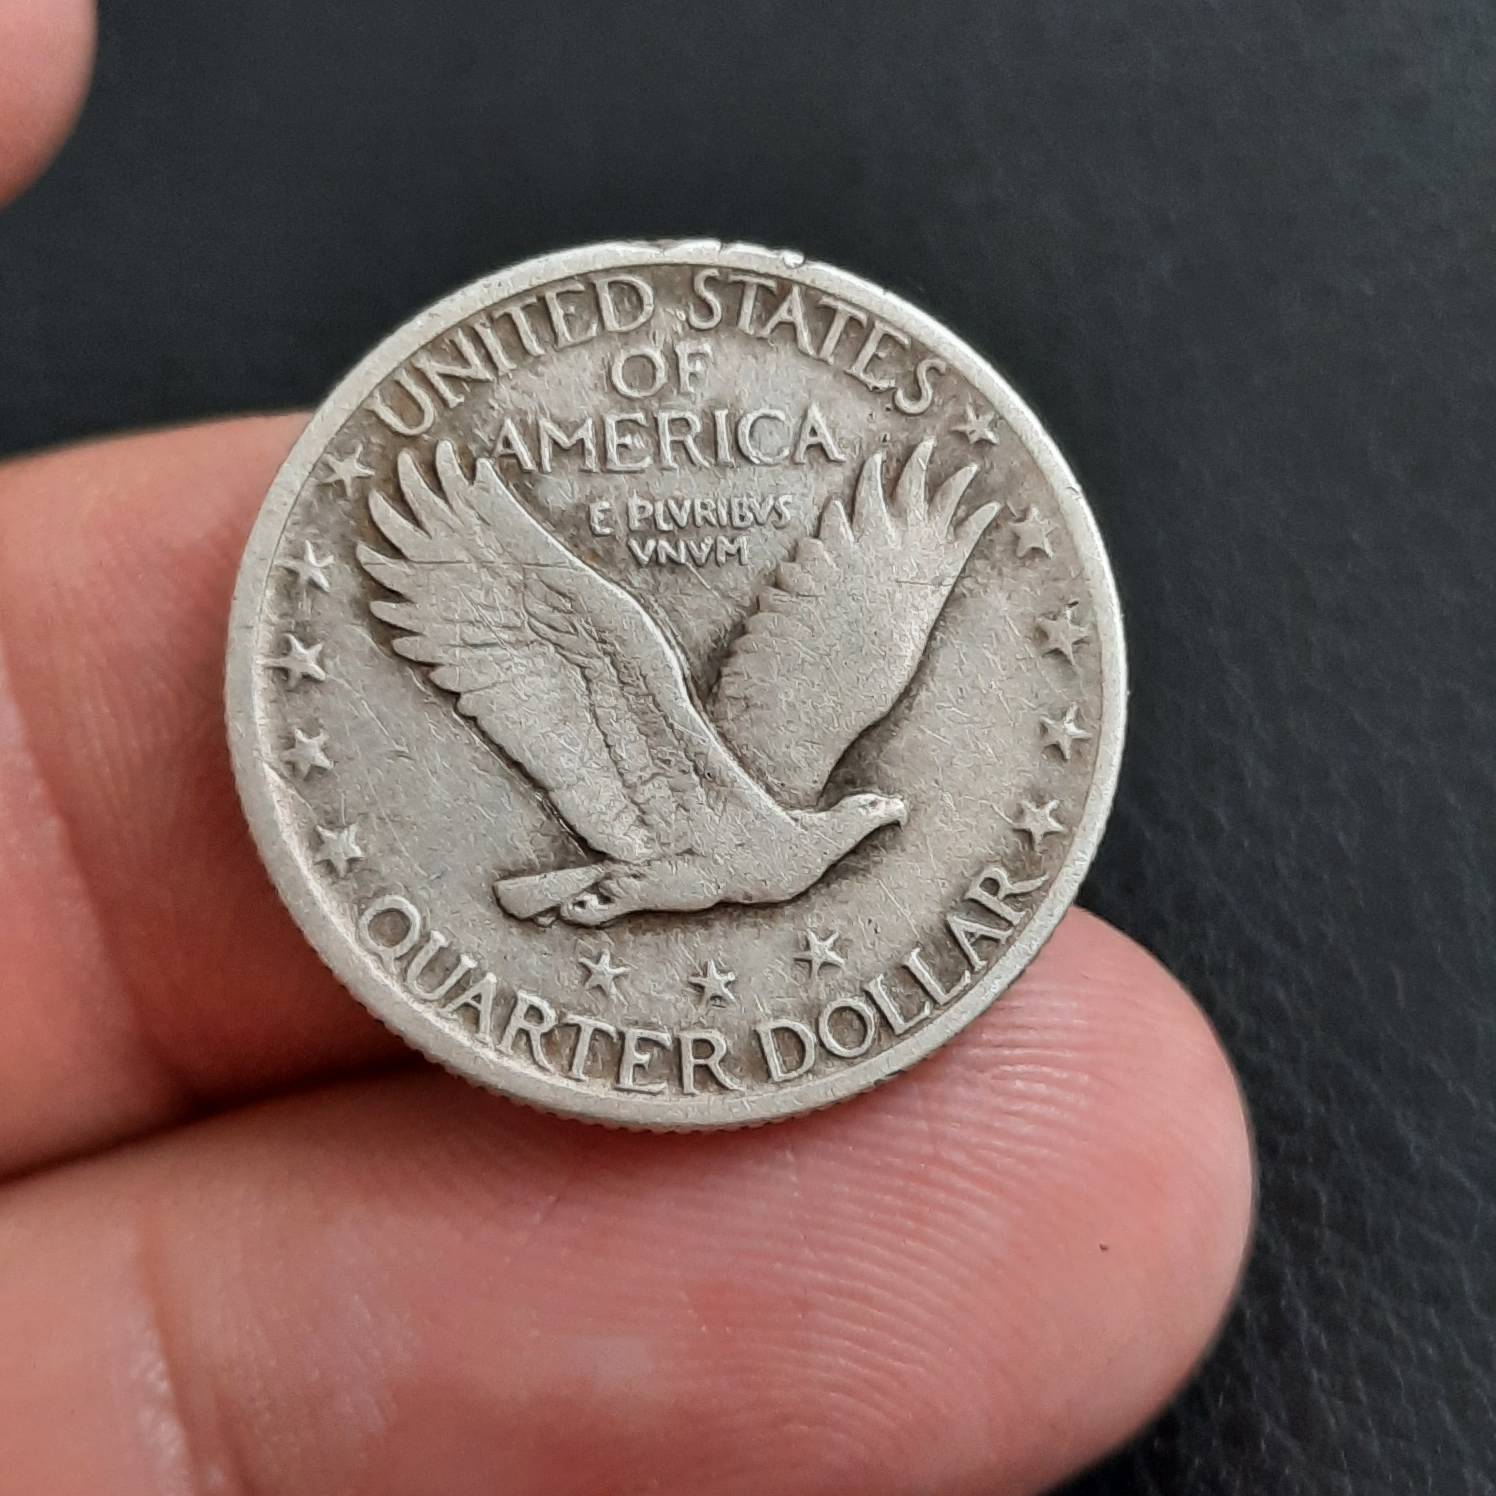 UNITED STATES
OF
AMERICA
E PLVRIBVS
VNVM
QUARTER DOLLAR